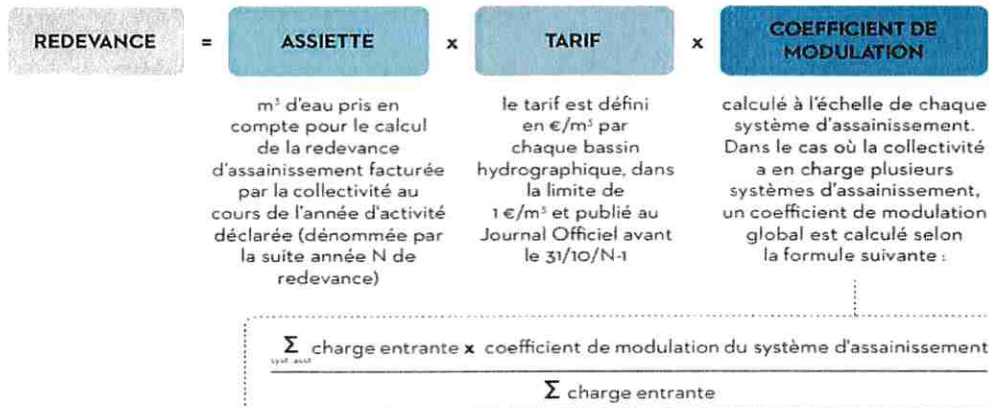 REDEVANCE = ASSIETTE x TARIF x COEFFICIENT DE MODULATION
m³ d'eau pris en
compte pour le calcul
de la redevance
d'assainissement facturée
par la collectivité au
cours de l'année d'activité
déclarée (dénommée par
la suite année N de
redevance)
le tarif est défini
en €/m³ par
chaque bassin
hydrographique, dans
la limite de
1 €/m³ et publié au
Journal Officiel avant
le 31/10/N-1
calculé à l'échelle de chaque
système d'assainissement.
Dans le cas où la collectivité
a en charge plusieurs
systèmes d'assainissement,
un coefficient de modulation
global est calculé selon
la formule suivante :
Σ charge entrante x coefficient de modulation du système d'assainissement
syst. asst
Σ charge entrante